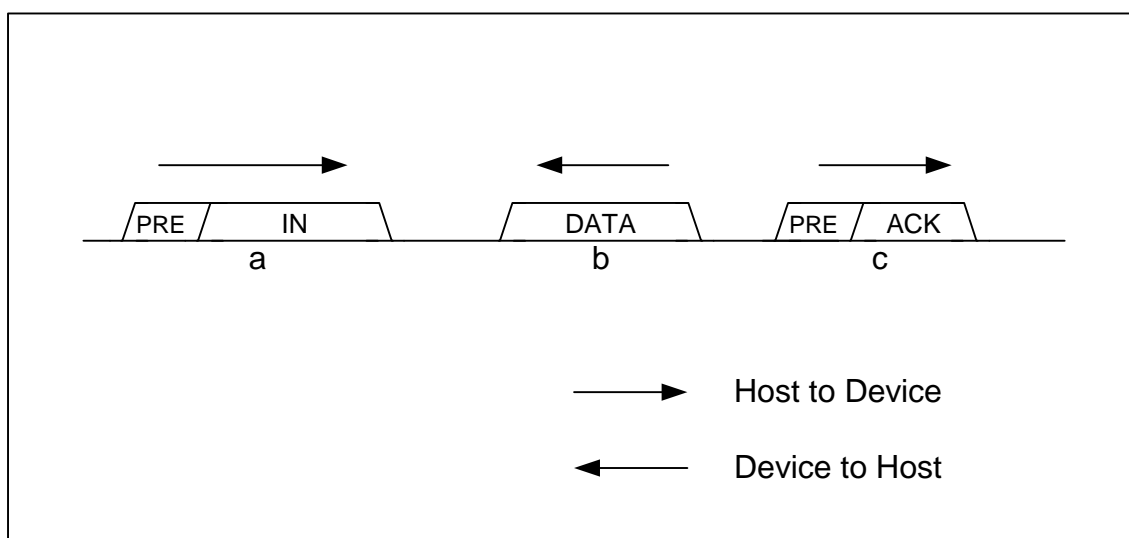 PRE IN DATA PRE ACK
a b c
Host to Device
Device to Host